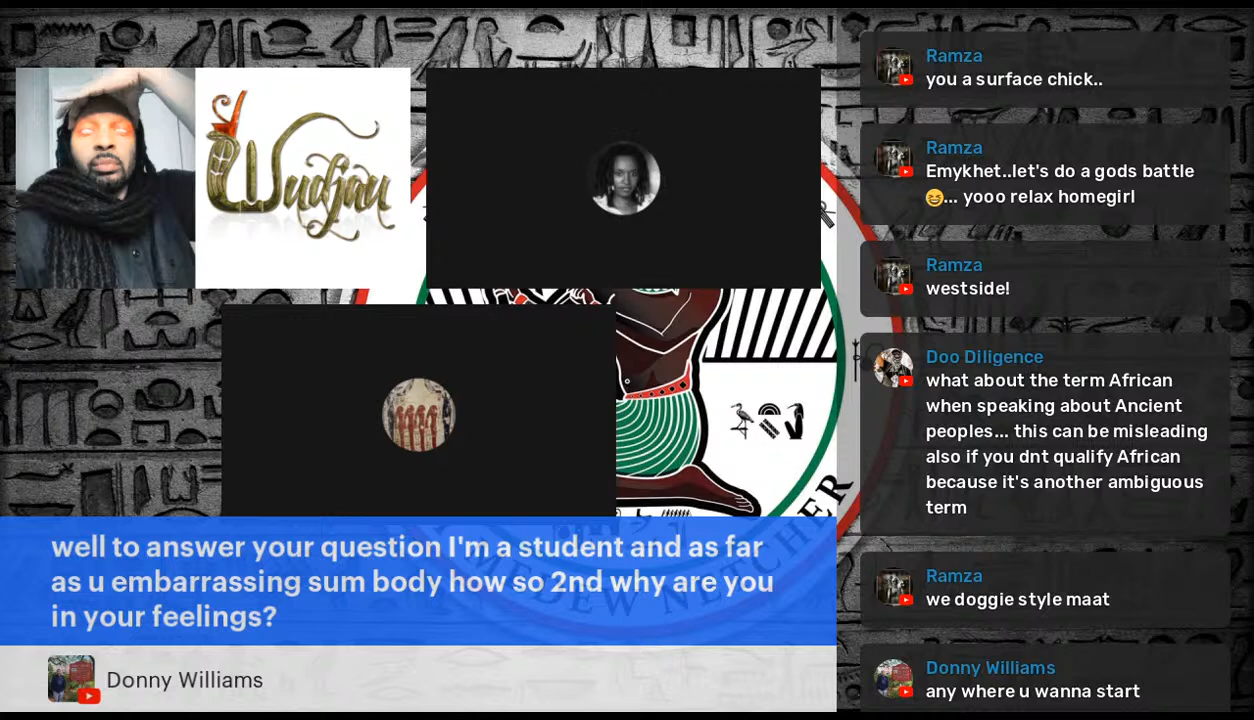 Wudjau
Ramza
you a surface chick..
Ramza
Emykhet..let's do a gods battle
😆... yooo relax homegirl
Ramza
westside!
Doo Diligence
what about the term African
when speaking about Ancient
peoples... this can be misleading
also if you dnt qualify African
because it's another ambiguous
term
Ramza
we doggie style maat
Donny Williams
any where u wanna start
well to answer your question I'm a student and as far
as u embarrassing sum body how so 2nd why are you
in your feelings?
MEDEW NETCHER
Donny Williams